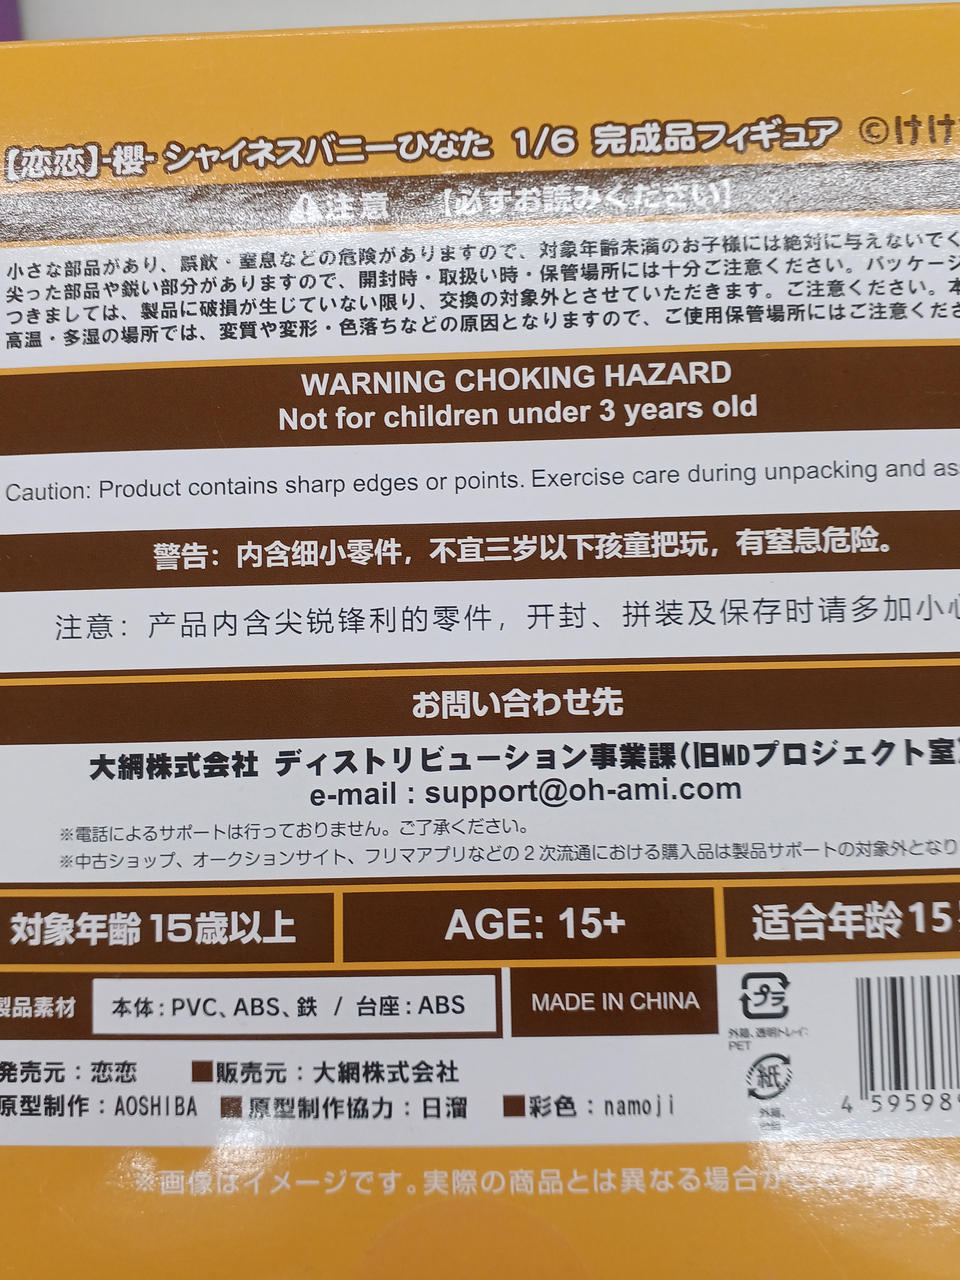 【恋恋】-櫻- シャイネスバニーひなた 1/6 完成品フィギュア ©けけ
注意 【必ずお読みください】
小さな部品があり、誤飲・窒息などの危険がありますので、対象年齢未満のお子様には絶対に与えないでく
尖った部品や鋭い部分がありますので、開封時・取扱い時・保管場所には十分ご注意ください。パッケージ
つきましては、製品に破損が生じていない限り、交換の対象外とさせていただきます。ご注意ください。本
高温・多湿の場所では、変質や変形・色落ちなどの原因となりますので、ご使用保管場所にはご注意くださ
WARNING CHOKING HAZARD
Not for children under 3 years old
Caution: Product contains sharp edges or points. Exercise care during unpacking and as
警告：内含细小零件，不宜三岁以下孩童把玩，有窒息危险。
注意：产品内含尖锐锋利的零件，开封、拼装及保存时请多加小心
お問い合わせ先
大網株式会社 ディストリビューション事業課(旧MDプロジェクト室)
e-mail : support@oh-ami.com
※電話によるサポートは行っておりません。ご了承ください。
※中古ショップ、オークションサイト、フリマアプリなどの2次流通における購入品は製品サポートの対象外となり
対象年齢15歳以上
AGE: 15+
适合年龄15
製品素材
本体：PVC、ABS、鉄 / 台座：ABS
MADE IN CHINA
プラ
外箱、透明トレイ:
PET
紙
外箱、
4 595989
発売元：恋恋 ■販売元：大網株式会社
原型制作：AOSHIBA ■原型制作協力：日溜 ■彩色：namoji
※画像はイメージです。実際の商品とは異なる場合がございます。